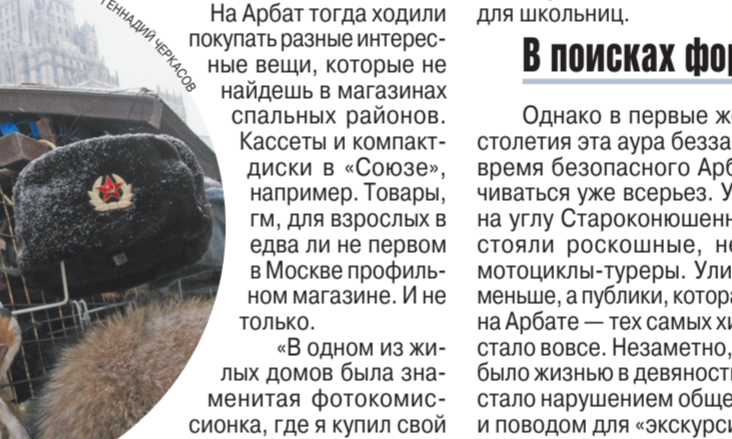 ГЕННАДИЙ ЧЕРКАСОВ
На Арбат тогда ходили
покупать разные интерес-
ные вещи, которые не
найдешь в магазинах
спальных районов.
Кассеты и компакт-
диски в «Союзе»,
например. Товары,
гм, для взрослых в
едва ли не первом
в Москве профиль-
ном магазине. И не
только.
«В одном из жи-
лых домов была зна-
менитая фотокомис-
сионка, где я купил свой
для школьниц.
В поисках фор
Однако в первые же
столетия эта аура безза
время безопасного Арб
чиваться уже всерьез. У
на углу Староконюшенн
стояли роскошные, не
мотоциклы-туреры. Ули
меньше, а публики, котора
на Арбате — тех самых хи
стало вовсе. Незаметно,
было жизнью в девяност
стало нарушением обще
и поводом для «экскурси